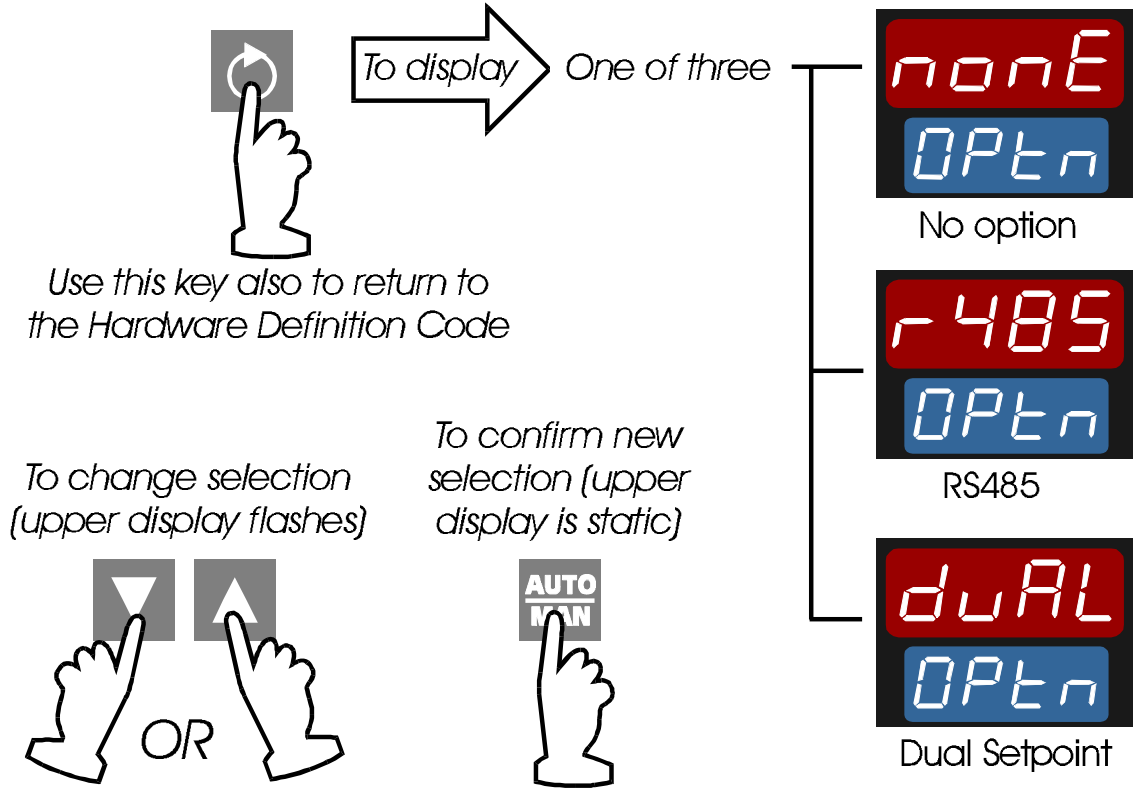 To display
One of three
nonE
OPtn
No option
Use this key also to return to
the Hardware Definition Code
r485
OPtn
RS485
To change selection
(upper display flashes)
To confirm new
selection (upper
display is static)
AUTO
MAN
OR
duAL
OPtn
Dual Setpoint